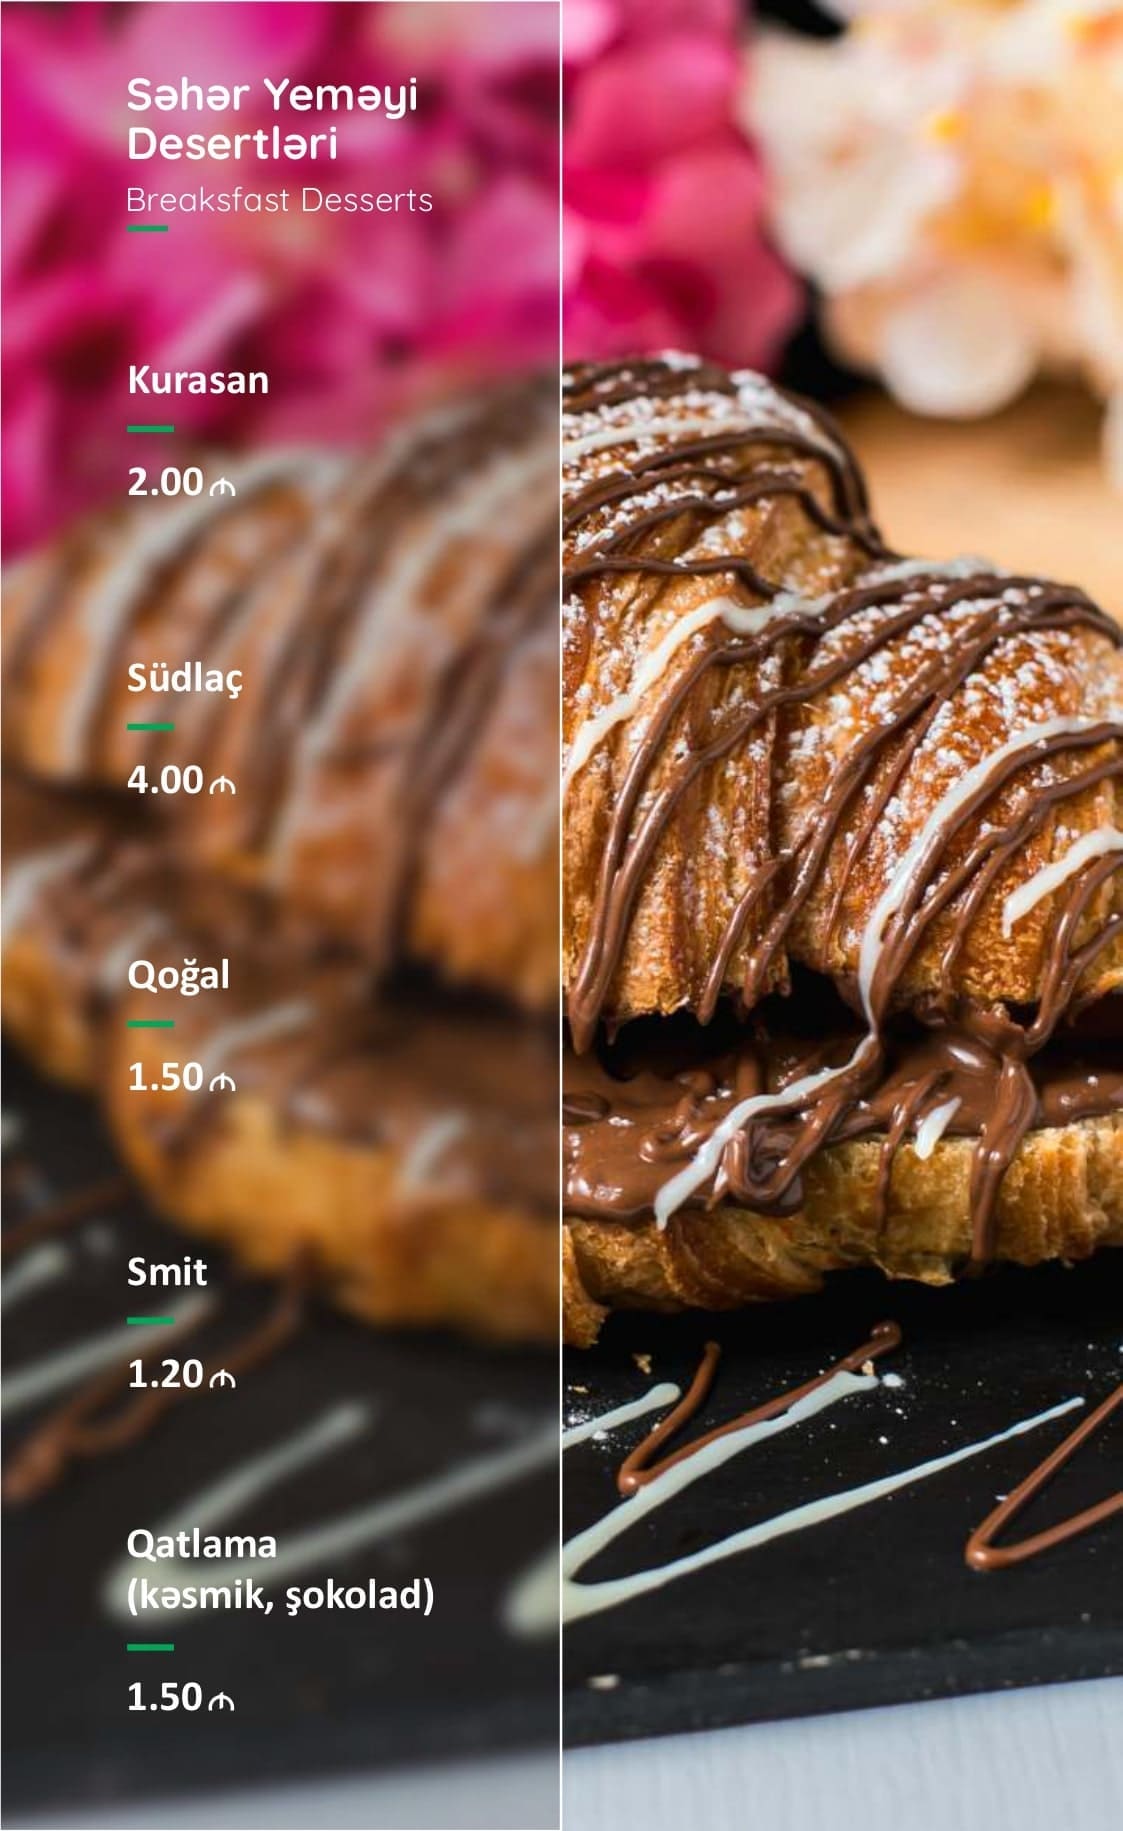 Səhər Yeməyi
Desertləri
Breaksfast Desserts
Kurasan
2.00 ₼
Südlaç
4.00 ₼
Qoğal
1.50 ₼
Smit
1.20 ₼
Qatlama
(kəsmik, şokolad)
1.50 ₼